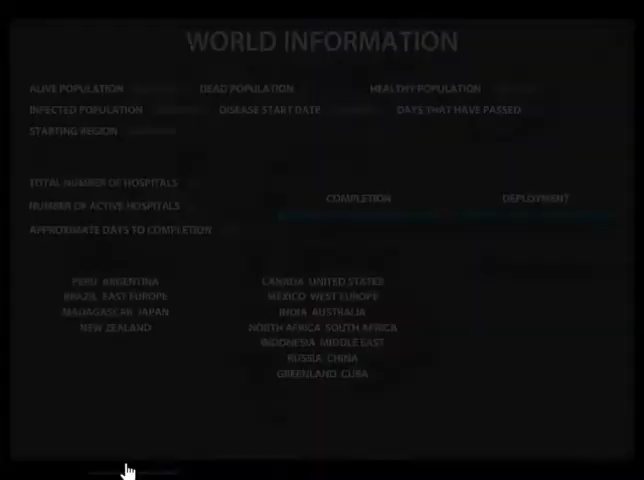 WORLD INFORMATION
ALIVE POPULATION DEAD POPULATION HEALTHY POPULATION
INFECTED POPULATION DISEASE START DATE DAYS THAT HAVE PASSED
STARTING REGION
TOTAL NUMBER OF HOSPITALS
COMPLETION DEPLOYMENT
NUMBER OF ACTIVE HOSPITALS
APPROXIMATE DAYS TO COMPLETION
PERU ARGENTINA CANADA UNITED STATES
BRAZIL EAST EUROPE MEXICO WEST EUROPE
MADAGASCAR JAPAN INDIA AUSTRALIA
NEW ZEALAND NORTH AFRICA SOUTH AFRICA
INDONESIA MIDDLE EAST
RUSSIA CHINA
GREENLAND CUBA